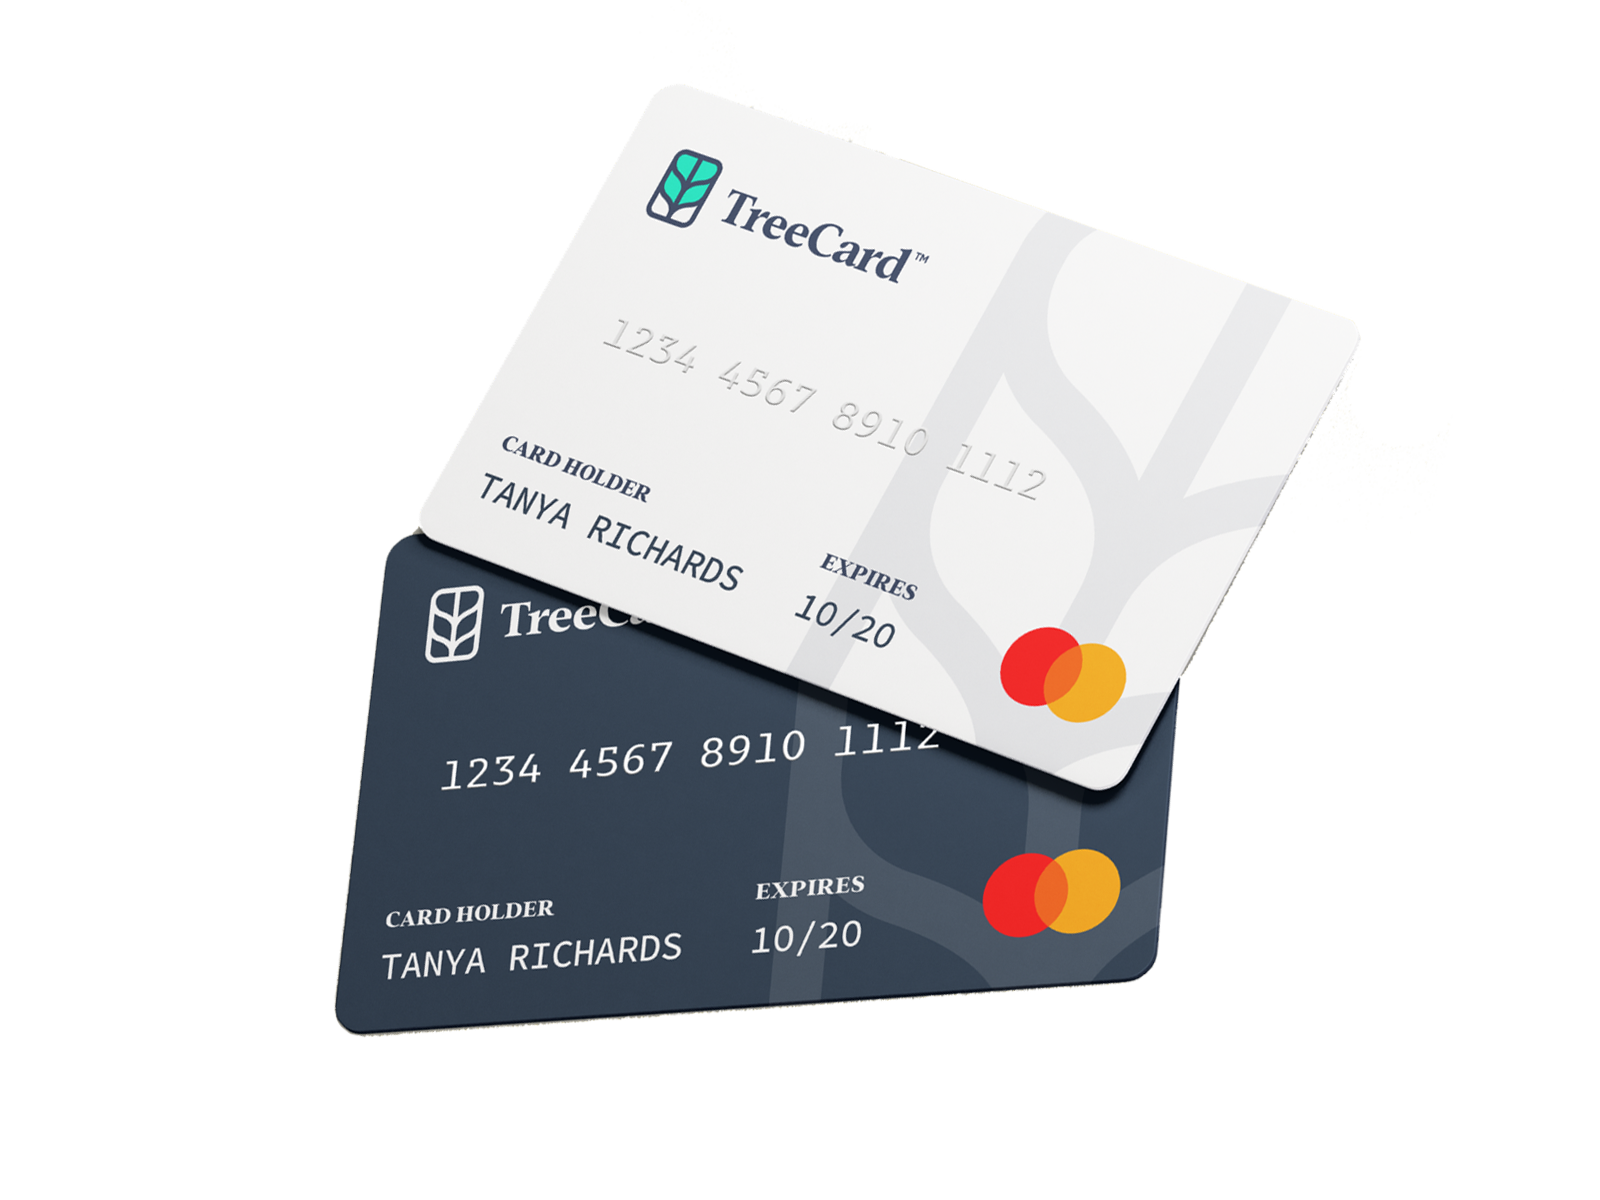 TreeCard™
1234 4567 8910 1112
CARD HOLDER
TANYA RICHARDS
EXPIRES
10/20
TreeCa
1234 4567 8910 1112
CARD HOLDER
TANYA RICHARDS
EXPIRES
10/20